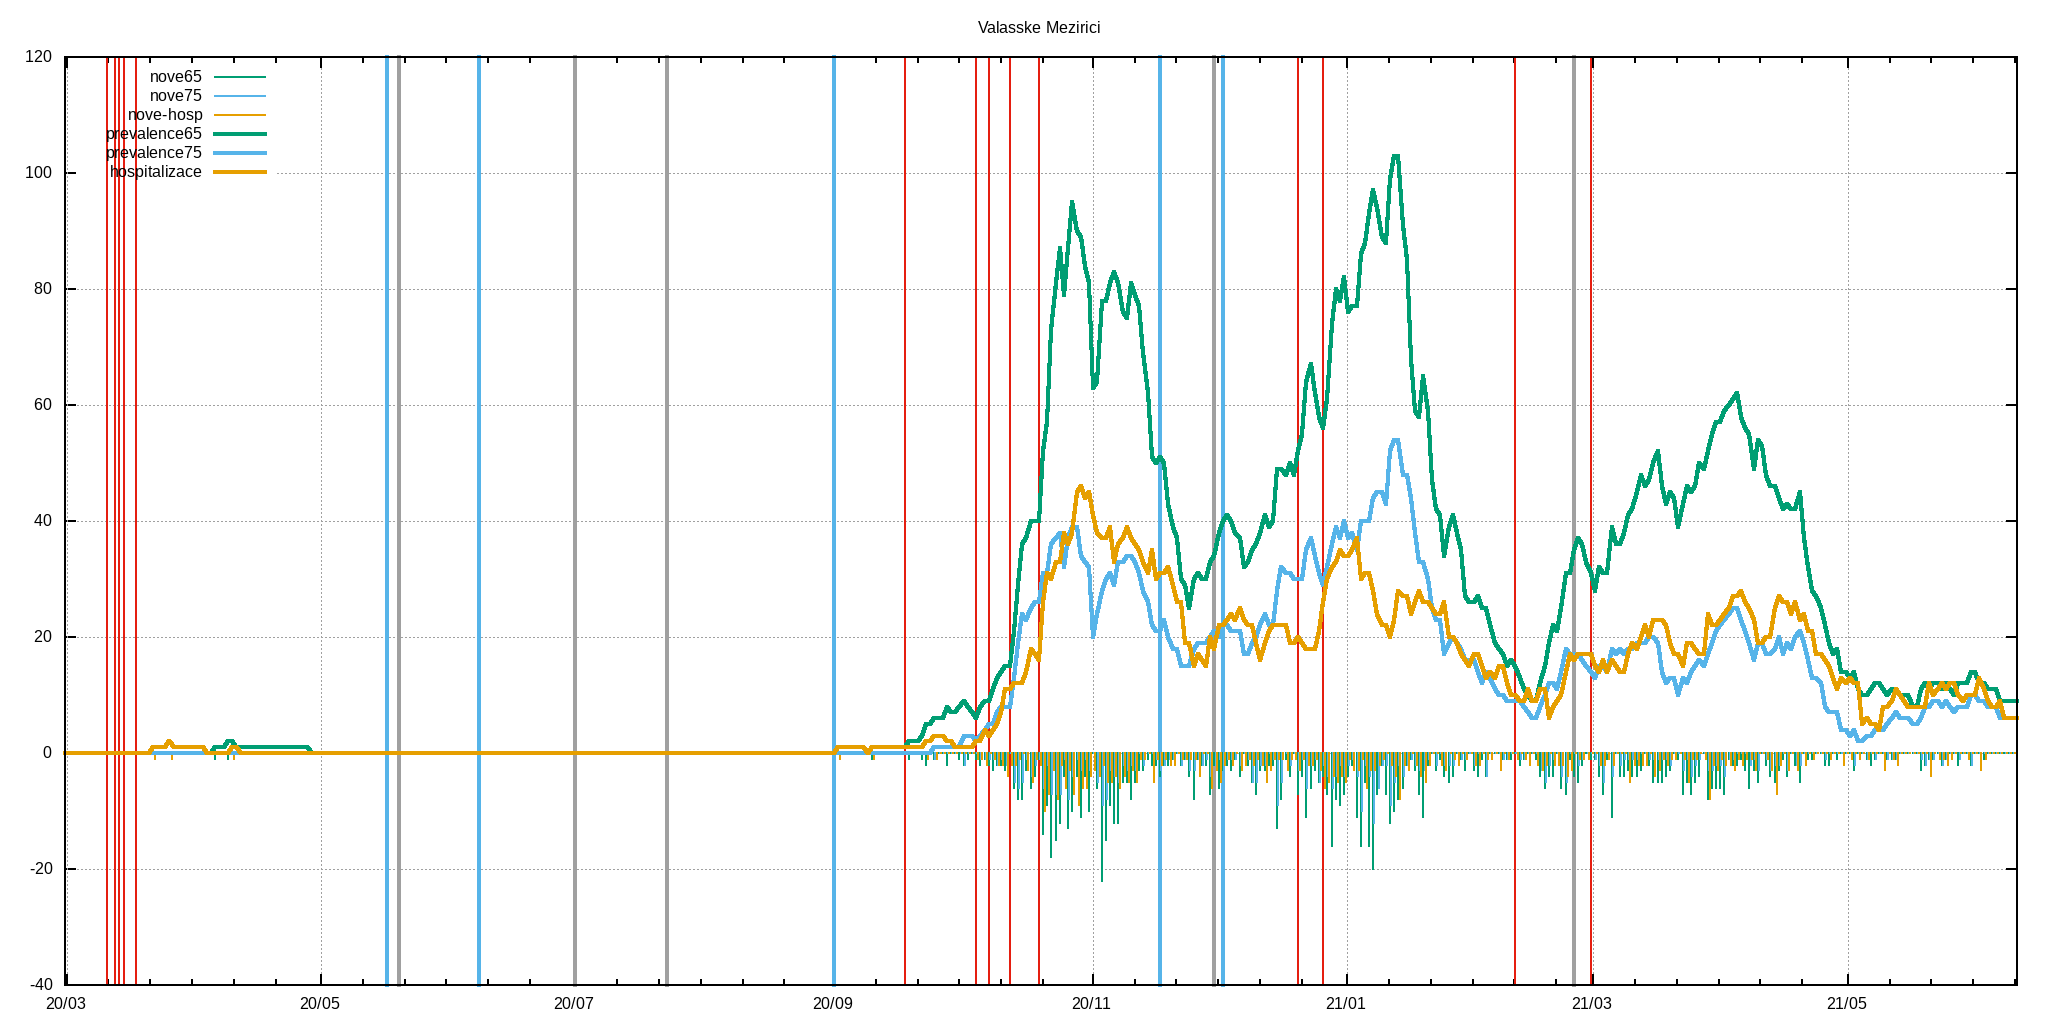 Valasske Mezirici
120
100
80
60
40
20
0
-20
-40
nove65
nove75
nove-hosp
prevalence65
prevalence75
hospitalizace
20/03 20/05 20/07 20/09 20/11 21/01 21/03 21/05